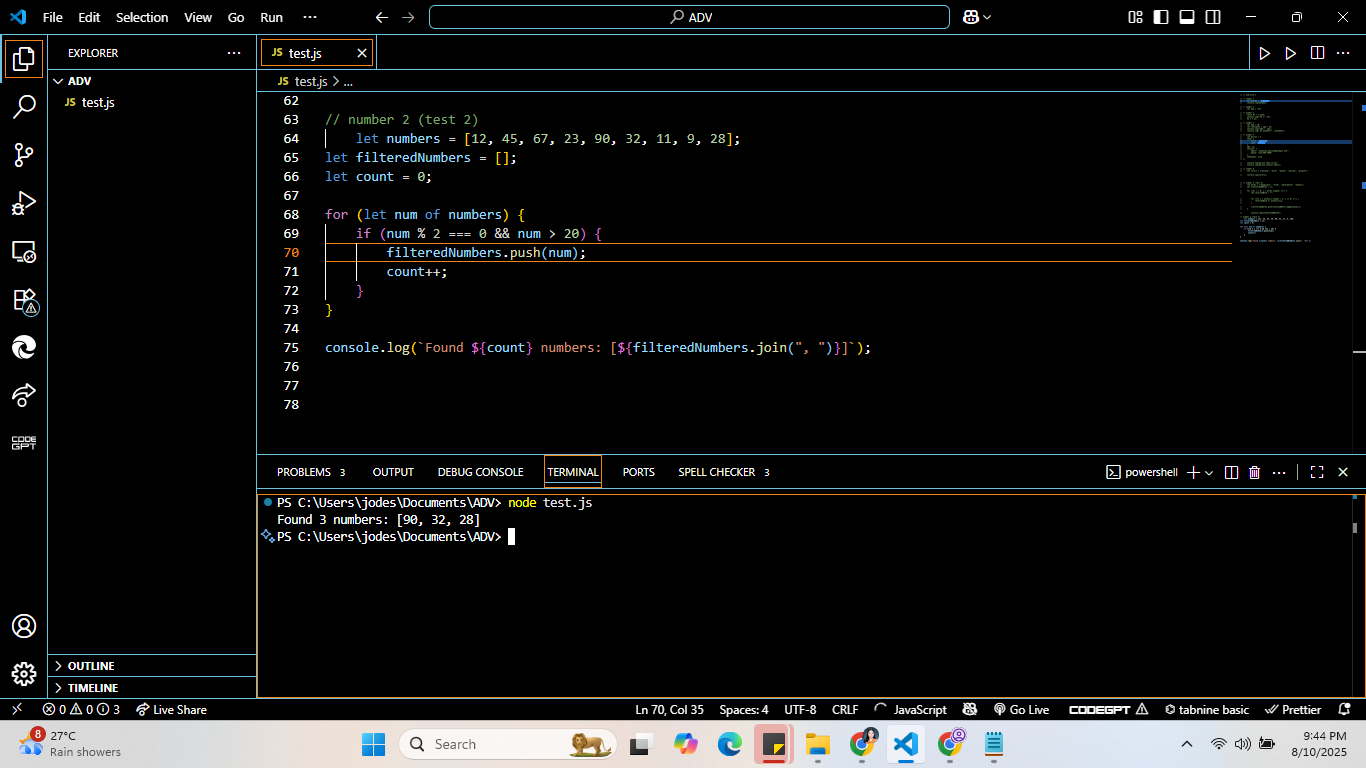 File Edit Selection View Go Run ··· ADV
EXPLORER ···
ADV
JS test.js
OUTLINE
TIMELINE
JS test.js
JS test.js > ...
62
63 // number 2 (test 2)
64     let numbers = [12, 45, 67, 23, 90, 32, 11, 9, 28];
65 let filteredNumbers = [];
66 let count = 0;
67
68 for (let num of numbers) {
69     if (num % 2 === 0 && num > 20) {
70         filteredNumbers.push(num);
71         count++;
72     }
73 }
74
75 console.log(`Found ${count} numbers: [${filteredNumbers.join(", ")}]`);
76
77
78
PROBLEMS 3 OUTPUT DEBUG CONSOLE TERMINAL PORTS SPELL CHECKER 3 powershell
PS C:\Users\jodes\Documents\ADV> node test.js
Found 3 numbers: [90, 32, 28]
PS C:\Users\jodes\Documents\ADV>
CODE
GPT
0 0 3 Live Share Ln 70, Col 35 Spaces: 4 UTF-8 CRLF JavaScript Go Live CODEGPT tabnine basic Prettier
8 27°C
Rain showers
Search
9:44 PM
8/10/2025